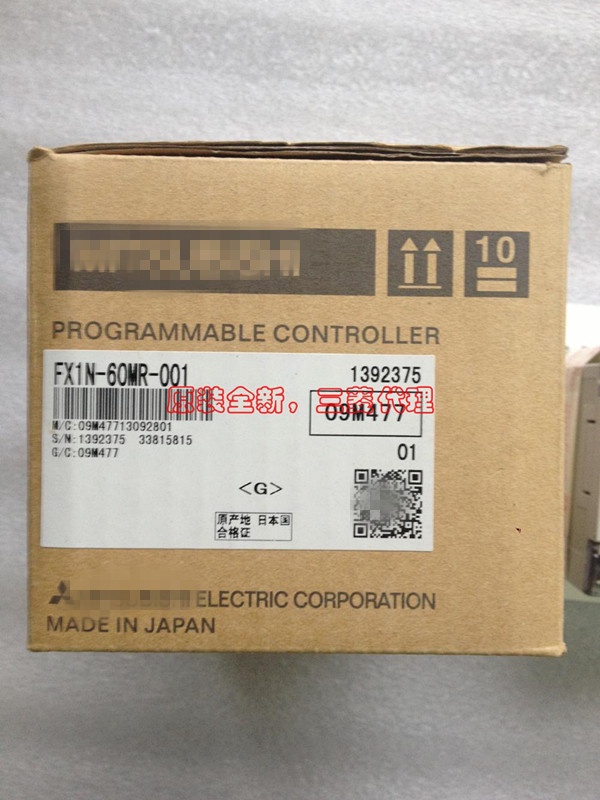 10
PROGRAMMABLE CONTROLLER
FX1N-60MR-001 1392375
原装全新，三菱代理
09M477
M/C:09M47713092801
S/N:1392375 33815815
G/C:09M477
01
<G>
原产地 日本国
合格证
ELECTRIC CORPORATION
MADE IN JAPAN